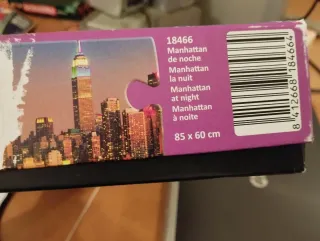 18466
Manhattan
de noche
Manhattan
la nuit
Manhattan
at night
Manhattan
à noite
85 x 60 cm
8 412668 184664